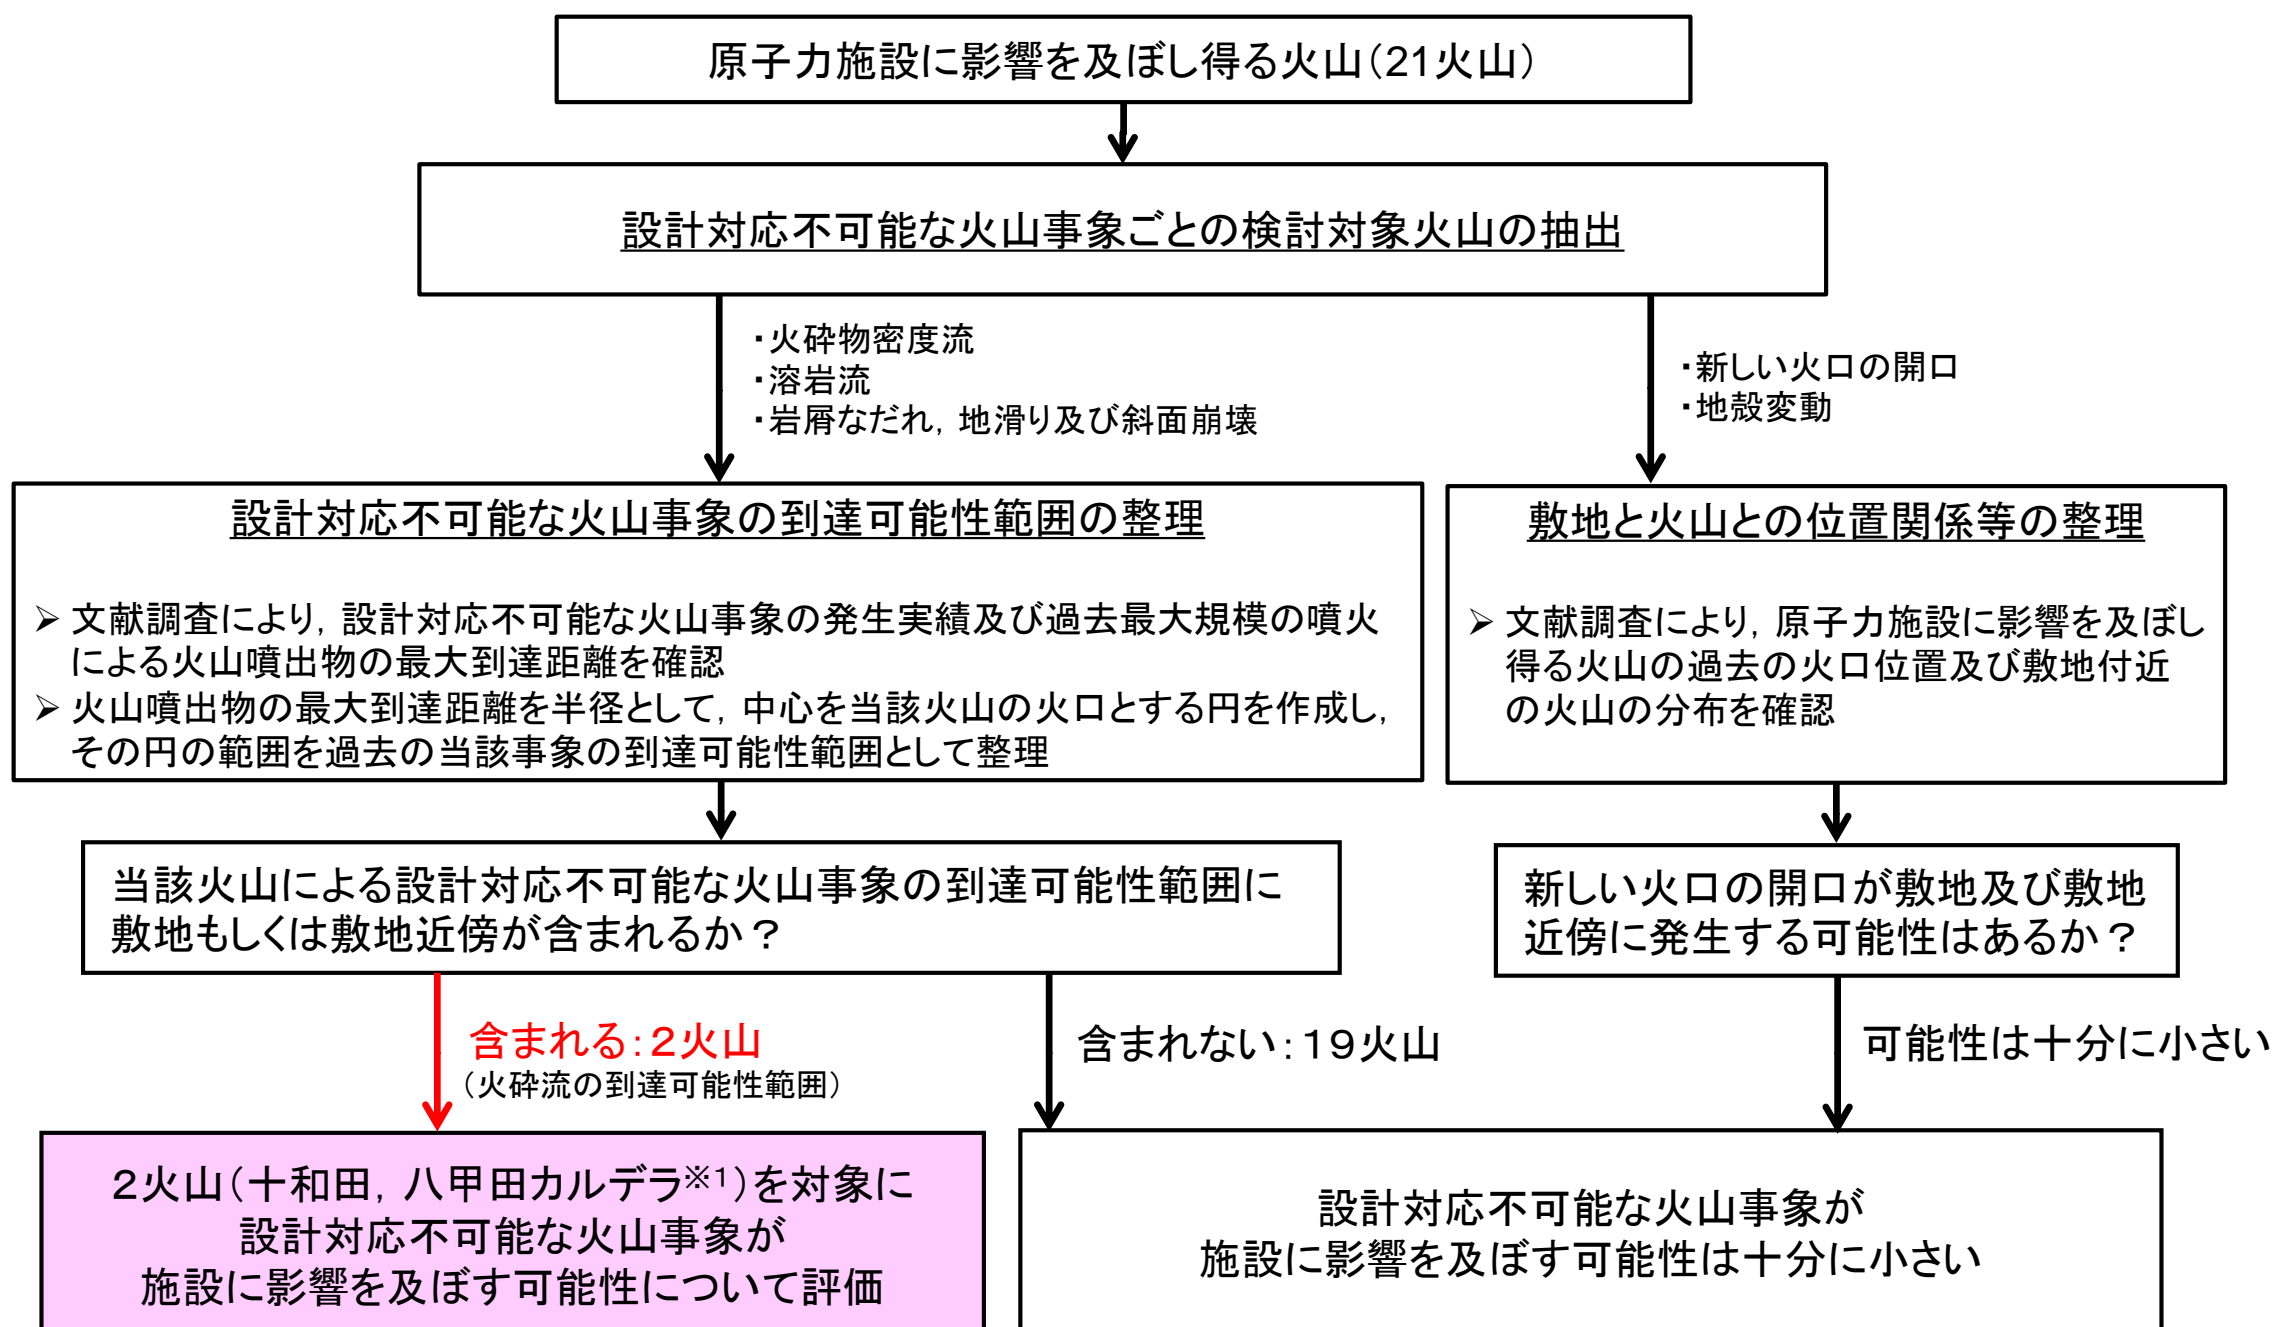 原子力施設に影響を及ぼし得る火山(21火山)
設計対応不可能な火山事象ごとの検討対象火山の抽出
・火砕物密度流
・溶岩流
・岩屑なだれ，地滑り及び斜面崩壊
・新しい火口の開口
・地殻変動
設計対応不可能な火山事象の到達可能性範囲の整理
➢ 文献調査により，設計対応不可能な火山事象の発生実績及び過去最大規模の噴火
による火山噴出物の最大到達距離を確認
➢ 火山噴出物の最大到達距離を半径として，中心を当該火山の火口とする円を作成し，
その円の範囲を過去の当該事象の到達可能性範囲として整理
敷地と火山との位置関係等の整理
➢ 文献調査により，原子力施設に影響を及ぼし
得る火山の過去の火口位置及び敷地付近
の火山の分布を確認
当該火山による設計対応不可能な火山事象の到達可能性範囲に
敷地もしくは敷地近傍が含まれるか？
新しい火口の開口が敷地及び敷地
近傍に発生する可能性はあるか？
含まれる：２火山
（火砕流の到達可能性範囲）
含まれない：１９火山
可能性は十分に小さい
２火山（十和田，八甲田カルデラ※１）を対象に
設計対応不可能な火山事象が
施設に影響を及ぼす可能性について評価
設計対応不可能な火山事象が
施設に影響を及ぼす可能性は十分に小さい